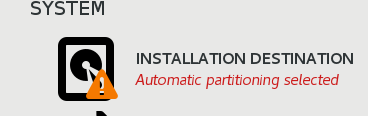 SYSTEM
INSTALLATION DESTINATION
Automatic partitioning selected